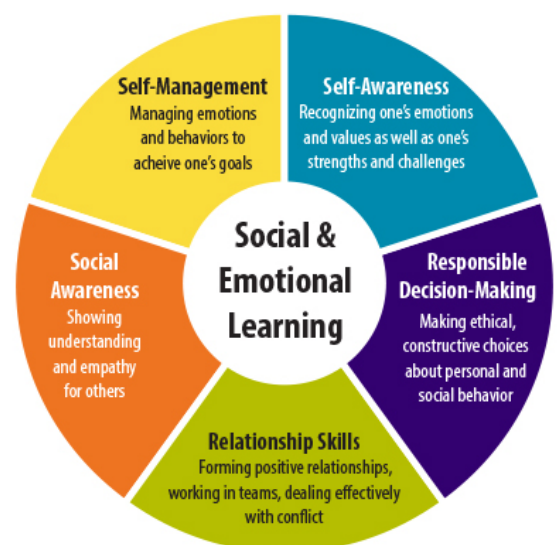 Self-Management
Managing emotions
and behaviors to
acheive one's goals
Self-Awareness
Recognizing one's emotions
and values as well as one's
strengths and challenges
Social &
Emotional
Learning
Social
Awareness
Showing
understanding
and empathy
for others
Responsible
Decision-Making
Making ethical,
constructive choices
about personal and
social behavior
Relationship Skills
Forming positive relationships,
working in teams, dealing effectively
with conflict